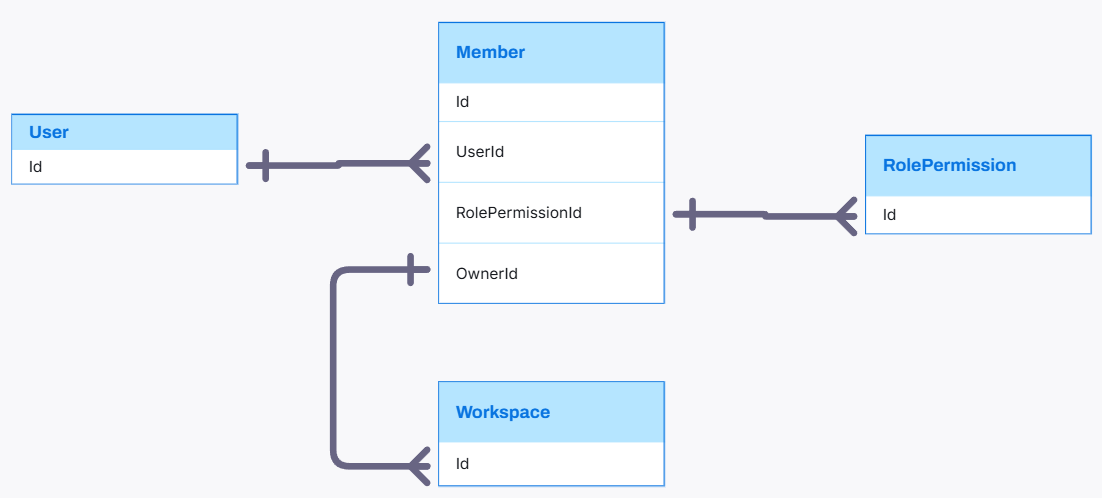 User
Id
Member
Id
UserId
RolePermissionId
OwnerId
RolePermission
Id
Workspace
Id